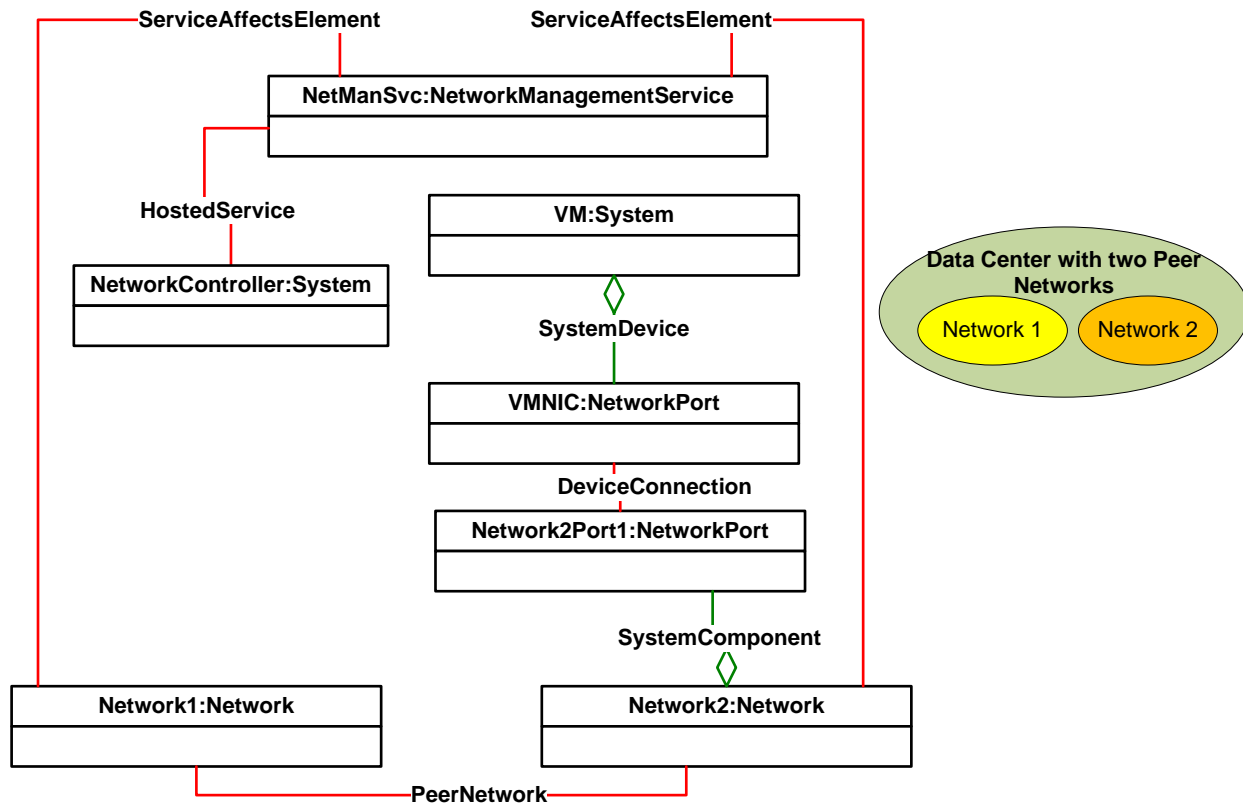 ServiceAffectsElement
ServiceAffectsElement
NetManSvc:NetworkManagementService
HostedService
VM:System
NetworkController:System
SystemDevice
Data Center with two Peer
Networks
Network 1
Network 2
VMNIC:NetworkPort
DeviceConnection
Network2Port1:NetworkPort
SystemComponent
Network1:Network
Network2:Network
PeerNetwork